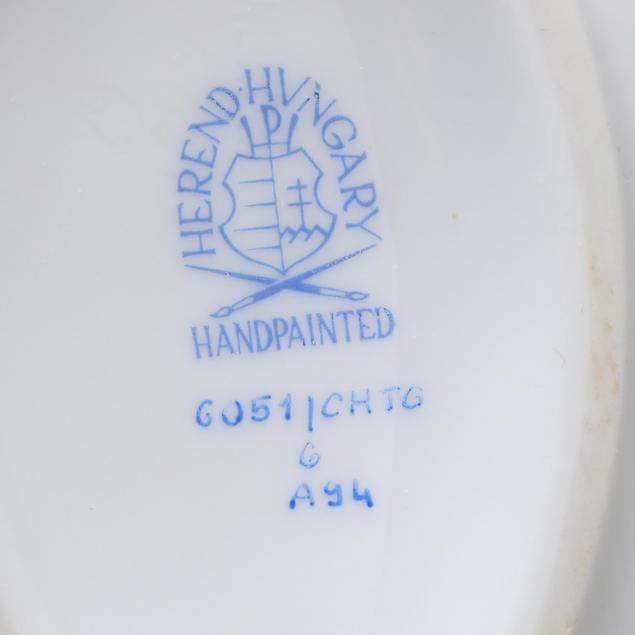 HEREND·HVNGARY
P
HANDPAINTED
6051/CHTG
6
A94